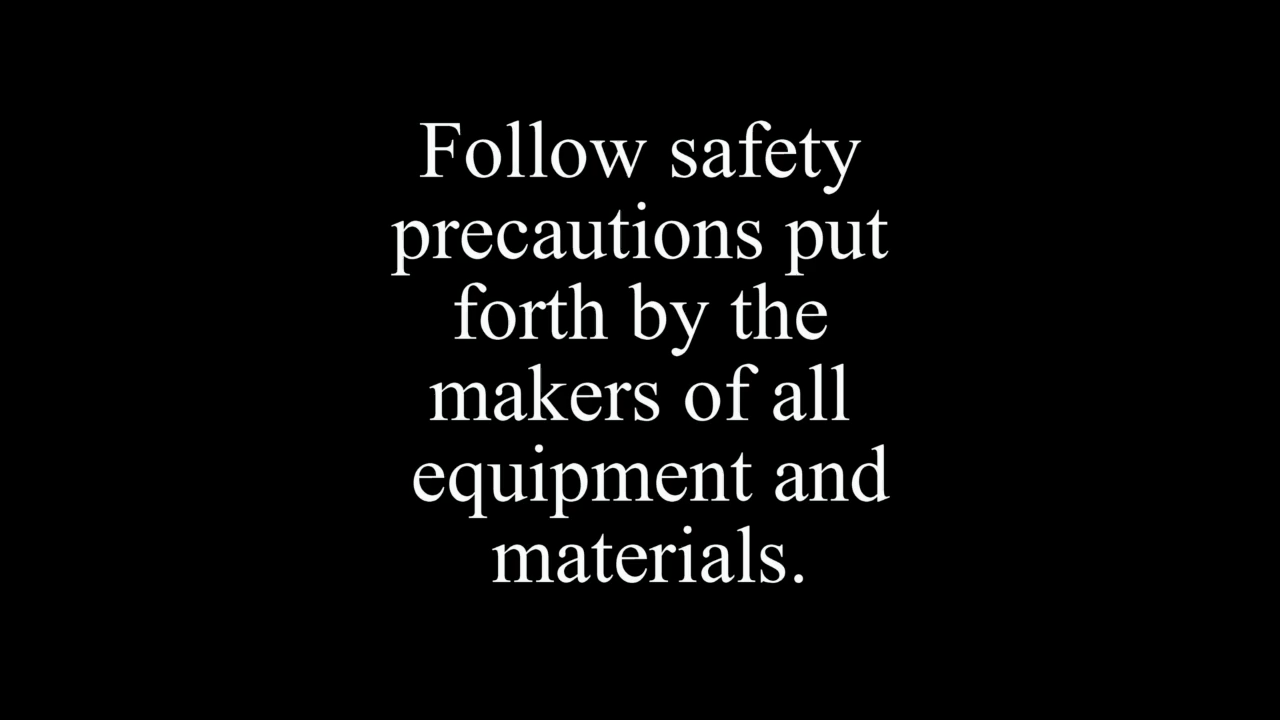 Follow safety
precautions put
forth by the
makers of all
equipment and
materials.